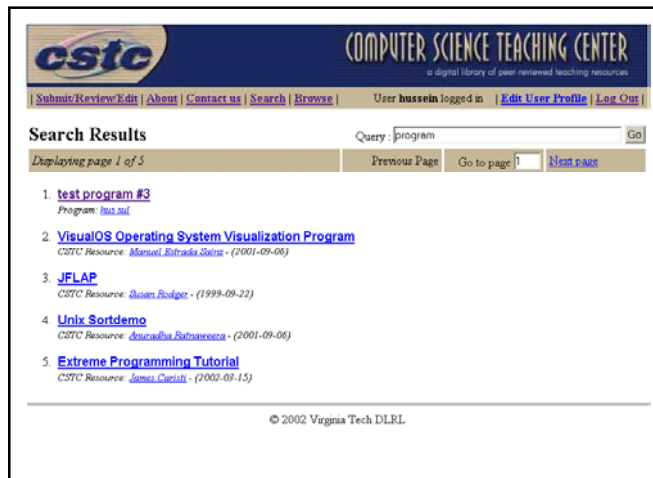 cstc
COMPUTER SCIENCE TEACHING CENTER
a digital library of peer-reviewed teaching resources
| Submit/Review/Edit | About | Contact us | Search | Browse | User hussein logged in | Edit User Profile | Log Out |
Search Results Query : program Go
Displaying page 1 of 5 Previous Page Go to page 1 Next page
1. test program #3
Program: hus sul
2. VisualOS Operating System Visualization Program
CSTC Resource: Manuel Estrada Sainz - (2001-09-06)
3. JFLAP
CSTC Resource: Susan Rodger - (1999-09-22)
4. Unix Sortdemo
CSTC Resource: Anuradha Ratnaweera - (2001-09-06)
5. Extreme Programming Tutorial
CSTC Resource: James Caristi - (2002-03-15)
© 2002 Virginia Tech DLRL